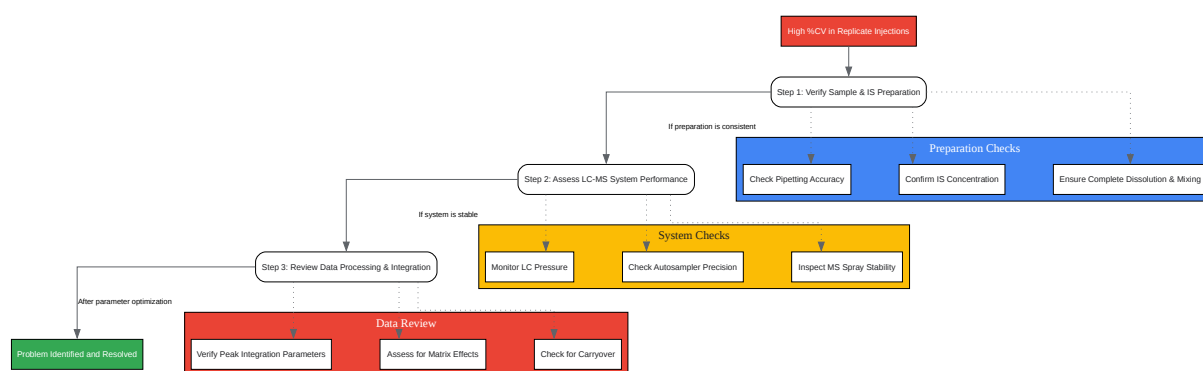 High %CV in Replicate Injections
Step 1: Verify Sample & IS Preparation
If preparation is consistent
Preparation Checks
Check Pipetting Accuracy
Confirm IS Concentration
Ensure Complete Dissolution & Mixing
Step 2: Assess LC-MS System Performance
If system is stable
System Checks
Monitor LC Pressure
Check Autosampler Precision
Inspect MS Spray Stability
Step 3: Review Data Processing & Integration
After parameter optimization
Data Review
Verify Peak Integration Parameters
Assess for Matrix Effects
Check for Carryover
Problem Identified and Resolved